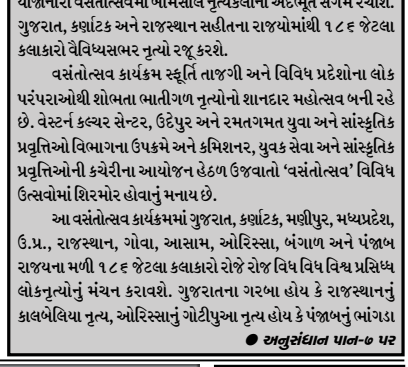 યોજાનારા વસંતોત્સવમાં બેમિસાલ નૃત્યકલાનો અદભૂત સંગમ રચાશે.
ગુજરાત, કર્ણાટક અને રાજસ્થાન સહીતના રાજયોમાંથી ૧૮૬ જેટલા
કલાકારો વૈવિધ્યસભર નૃત્યો રજૂ કરશે.
વસંતોત્સવ કાર્યક્રમ સ્ફૂર્તિ તાજગી અને વિવિધ પ્રદેશોના લોક
પરંપરાઓથી શોભતા ભાતીગળ નૃત્યોનો શાનદાર મહોત્સવ બની રહે
છે. વેસ્ટર્ન કલ્ચર સેન્ટર, ઉદેપુર અને રમતગમત યુવા અને સાંસ્કૃતિક
પ્રવૃત્તિઓ વિભાગના ઉપક્રમે અને કમિશનર, યુવક સેવા અને સાંસ્કૃતિક
પ્રવૃત્તિઓની કચેરીના આયોજન હેઠળ ઉજવાતો ‘વસંતોત્સવ’ વિવિધ
ઉત્સવોમાં શિરમોર હોવાનું મનાય છે.
આ વસંતોત્સવ કાર્યક્રમમાં ગુજરાત, કર્ણાટક, મણીપુર, મધ્યપ્રદેશ,
ઉ.પ્ર., રાજસ્થાન, ગોવા, આસામ, ઓરિસ્સા, બંગાળ અને પંજાબ
રાજયના મળી ૧૮૬ જેટલા કલાકારો રોજે રોજ વિધ વિધ વિશ્વ પ્રસિધ્ધ
લોકનૃત્યોનું મંચન કરાવશે. ગુજરાતના ગરબા હોય કે રાજસ્થાનનું
કાલબેલિયા નૃત્ય, ઓરિસ્સાનું ગોટીપુઆ નૃત્ય હોય કે પંજાબનું ભાંગડા
● અનુસંધાન પાન-૭ પર